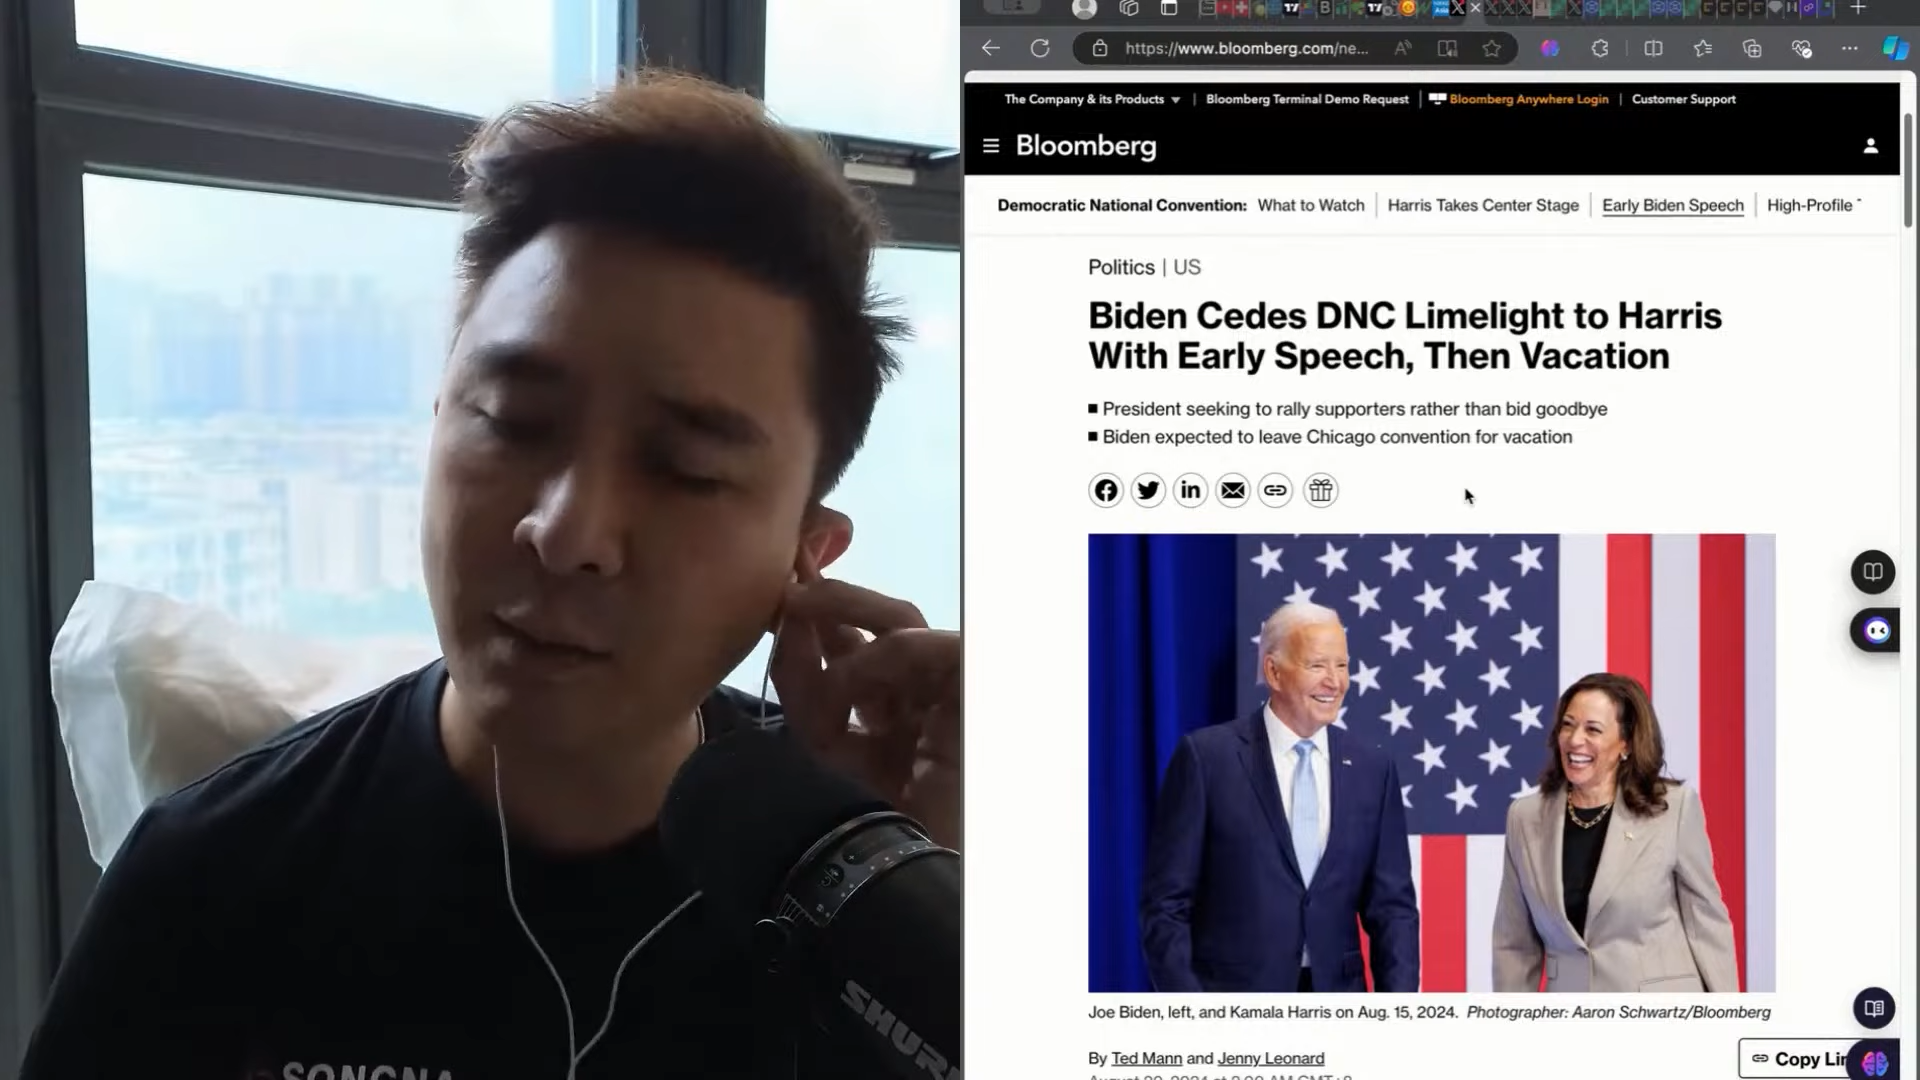 https://www.bloomberg.com/ne...
The Company & its Products
Bloomberg Terminal Demo Request
Bloomberg Anywhere Login
Customer Support
Bloomberg
Democratic National Convention: What to Watch
Harris Takes Center Stage
Early Biden Speech
High-Profile
Politics | US
Biden Cedes DNC Limelight to Harris
With Early Speech, Then Vacation
President seeking to rally supporters rather than bid goodbye
Biden expected to leave Chicago convention for vacation
Joe Biden, left, and Kamala Harris on Aug. 15, 2024. Photographer: Aaron Schwartz/Bloomberg
By Ted Mann and Jenny Leonard
Copy Lin
SHUR
SONGNA